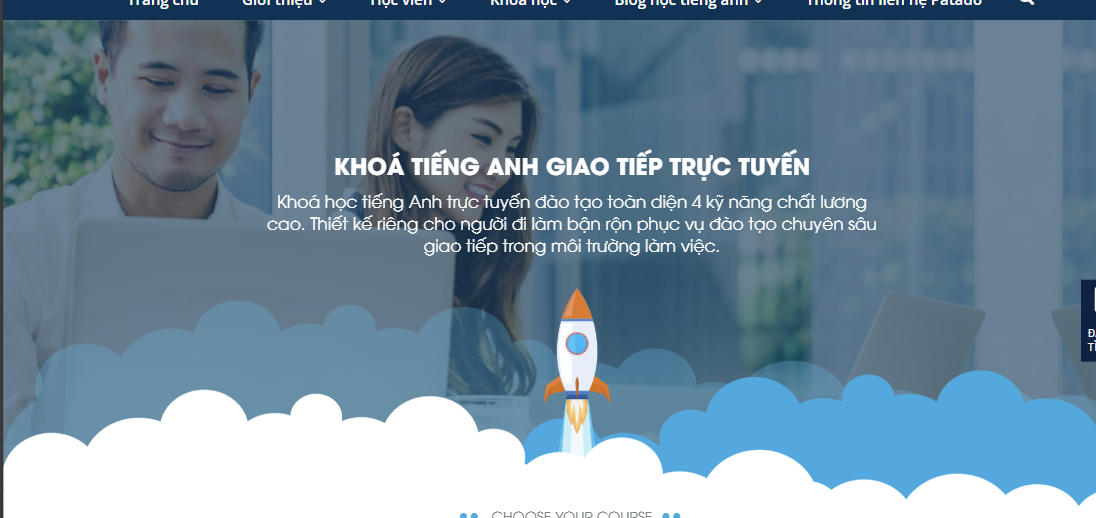 Trang chủ Giới thiệu Học viên Khoá học Blog học tiếng anh Thông tin liên hệ Patado
KHOÁ TIẾNG ANH GIAO TIẾP TRỰC TUYẾN
Khoá học tiếng Anh trực tuyến đào tạo toàn diện 4 kỹ năng chất lương
cao. Thiết kế riêng cho người đi làm bận rộn phục vụ đào tạo chuyên sâu
giao tiếp trong môi trường làm việc.
CHOOSE YOUR COURSE